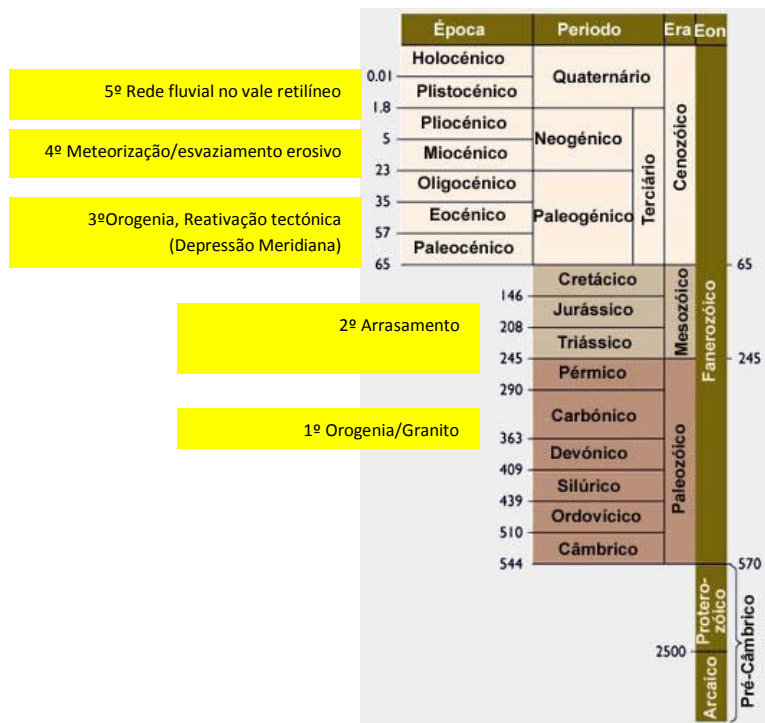 Época Periodo Era Eon
Holocénico
0.01
Quaternário
5º Rede fluvial no vale retilíneo
Plistocénico
1.8
Pliocénico
5
Neogénico
4º Meteorização/esvaziamento erosivo
Miocénico
23
Oligocénico
35
3ºOrogenia, Reativação tectónica
(Depressão Meridiana)
Eocénico
Paleogénico
57
Paleocénico
65
Terciário
Cenozóico
65
Cretácico
146
2º Arrasamento
Jurássico
208
Triássico
245
Mesozóico
245
Fanerozóico
Pérmico
290
1º Orogenia/Granito
Carbónico
363
Devónico
409
Silúrico
439
Ordovícico
510
Câmbrico
544
Paleozóico
570
Protero-
zóico
2500
Arcaico
Pré-Câmbrico